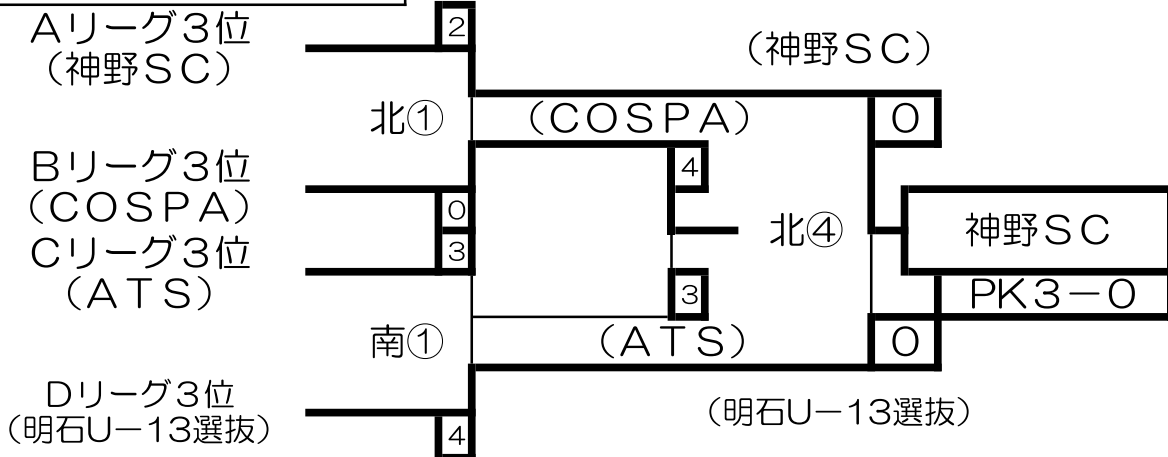 Aリーグ３位
(神野ＳＣ)
2
(神野ＳＣ)
北①
(ＣＯＳＰＡ)
0
Bリーグ３位
(ＣＯＳＰＡ)
4
0
北④
神野ＳＣ
Cリーグ３位
(ＡＴＳ)
3
3
PK３－０
南①
(ＡＴＳ)
0
Dリーグ３位
(明石U－13選抜)
4
(明石U－13選抜)